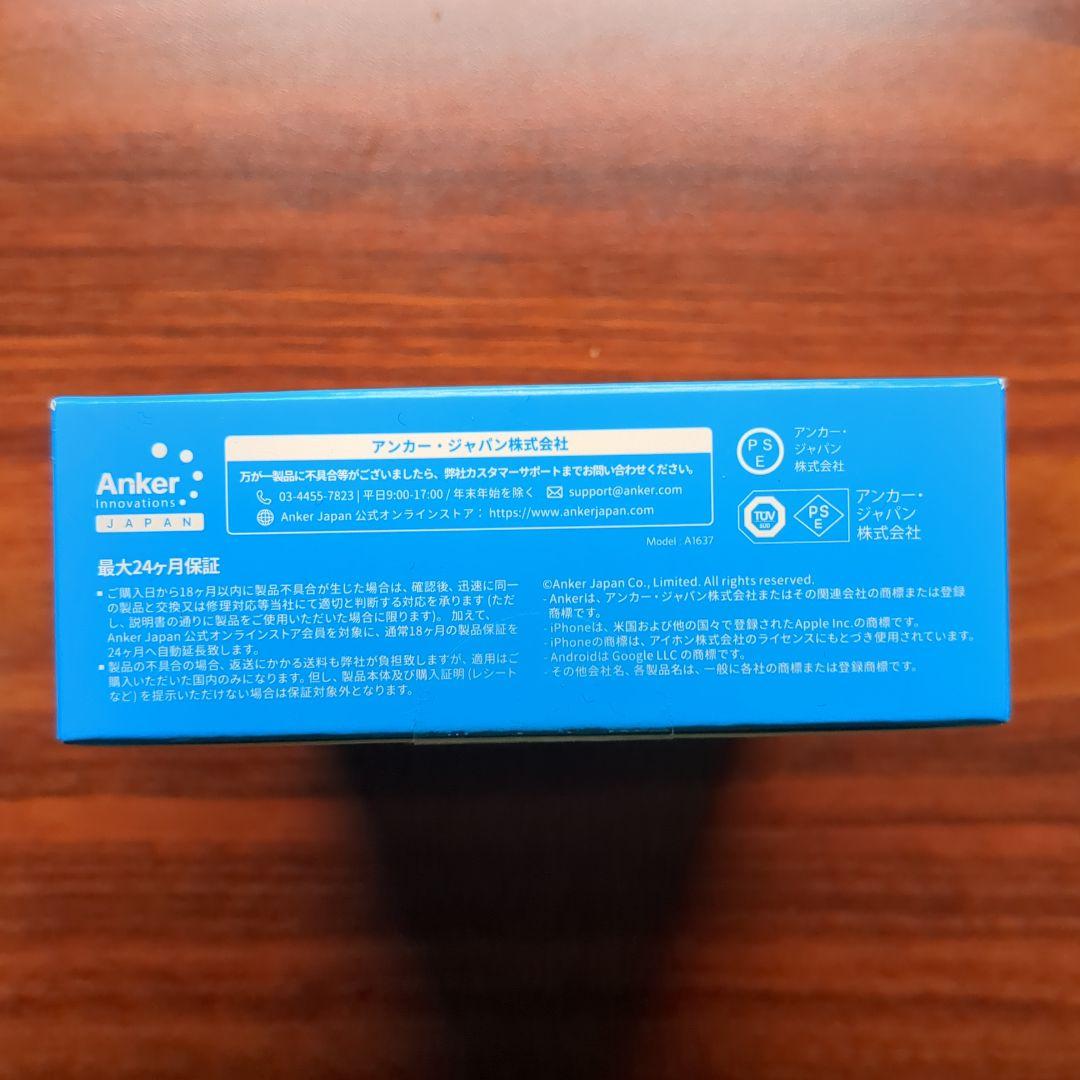 Anker
Innovations
JAPAN
アンカー・ジャパン株式会社
万が一製品に不具合等がございましたら、弊社カスタマーサポートまでお問い合わせください。
03-4455-7823 | 平日9:00-17:00 / 年末年始を除く support@anker.com
Anker Japan 公式オンラインストア： https://www.ankerjapan.com
Model : A1637
PS
E
アンカー・
ジャパン
株式会社
TÜV
SÜD
PS
E
アンカー・
ジャパン
株式会社
最大24ヶ月保証
▪ ご購入日から18ヶ月以内に製品不具合が生じた場合は、確認後、迅速に同一
の製品と交換又は修理対応等当社にて適切と判断する対応を承ります (ただ
し、説明書の通りに製品をご使用いただいた場合に限ります)。 加えて、
Anker Japan 公式オンラインストア会員を対象に、通常18ヶ月の製品保証を
24ヶ月へ自動延長致します。
▪ 製品の不具合の場合、返送にかかる送料も弊社が負担致しますが、適用はご
購入いただいた国内のみになります。但し、製品本体及び購入証明 (レシート
など) を提示いただけない場合は保証対象外となります。
©Anker Japan Co., Limited. All rights reserved.
- Ankerは、アンカー・ジャパン株式会社またはその関連会社の商標または登録
商標です。
- iPhoneは、米国および他の国々で登録されたApple Inc.の商標です。
- iPhoneの商標は、アイホン株式会社のライセンスにもとづき使用されています。
- Androidは Google LLC の商標です。
- その他会社名、各製品名は、一般に各社の商標または登録商標です。